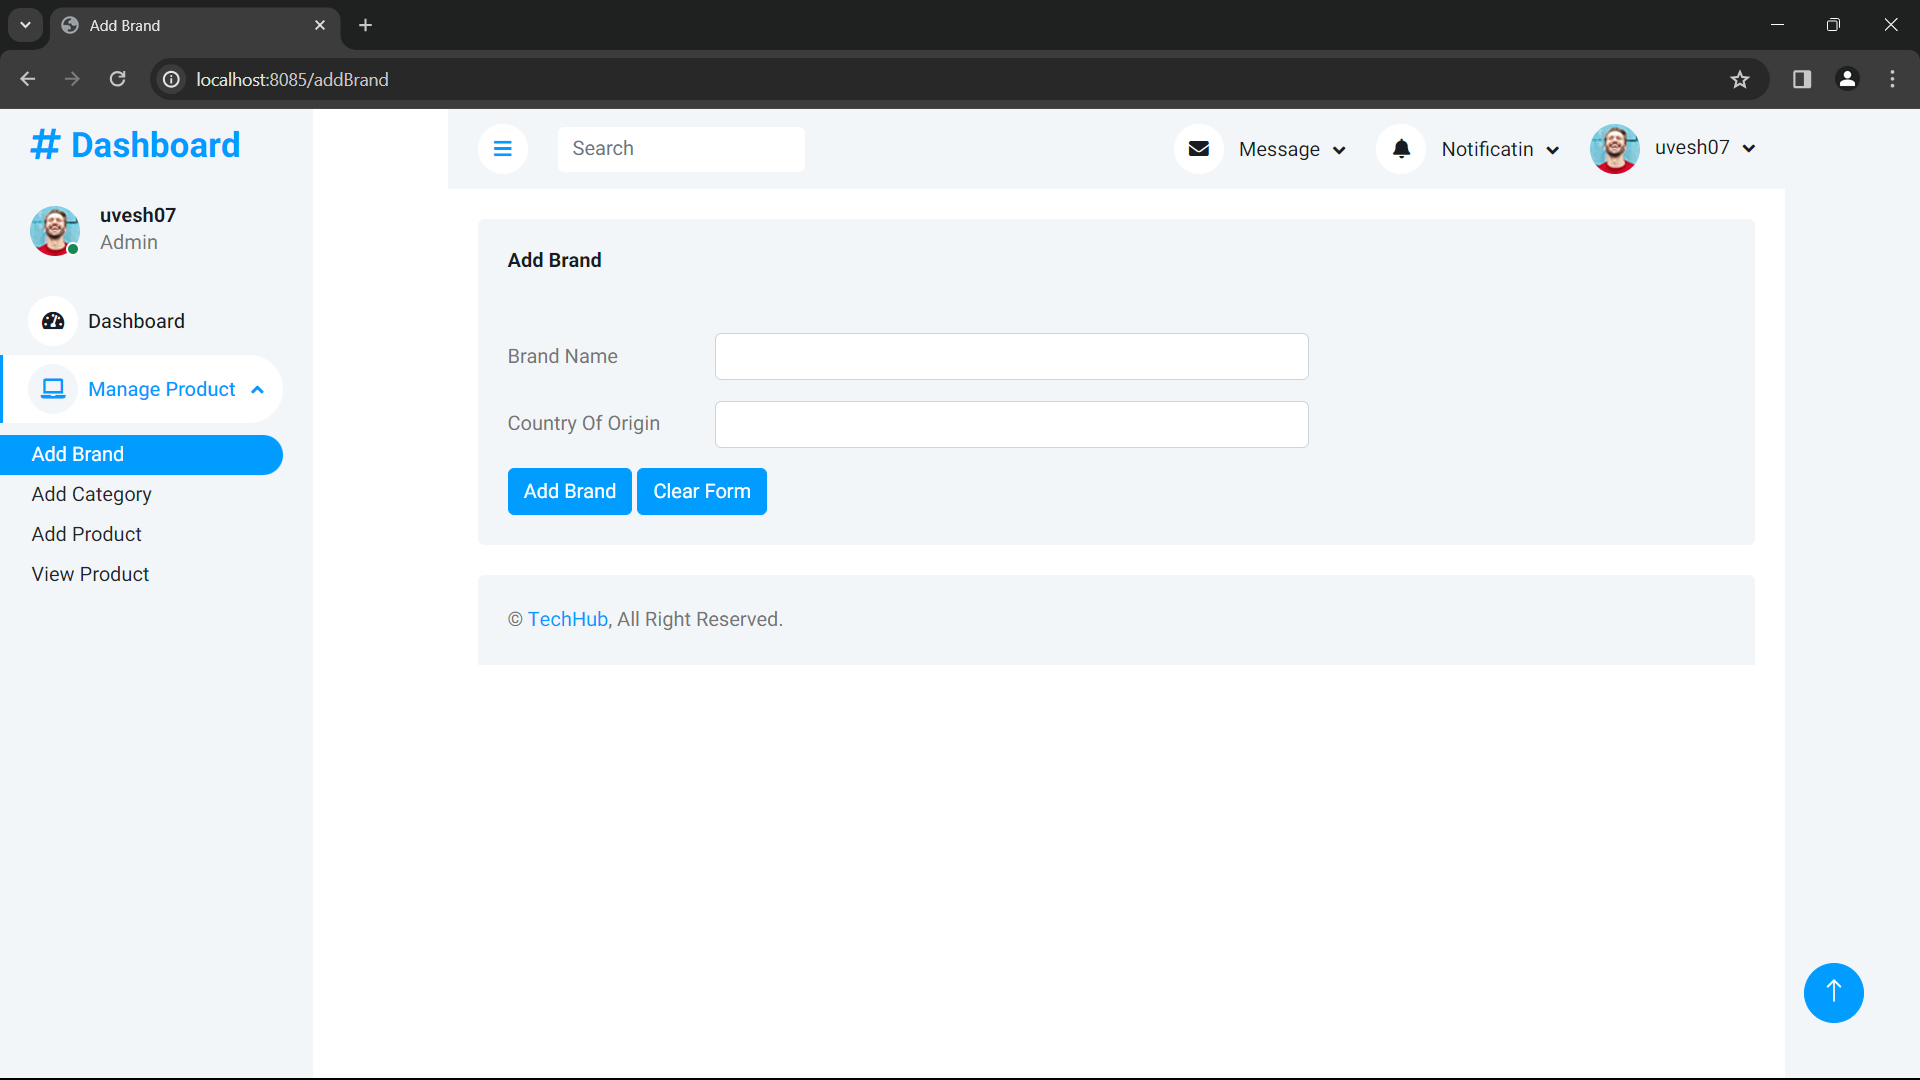 Add Brand
localhost:8085/addBrand
# Dashboard
Search
Message
Notificatin
uvesh07
uvesh07
Admin
Dashboard
Manage Product
Add Brand
Add Category
Add Product
View Product
Add Brand
Brand Name
Country Of Origin
Add Brand Clear Form
© TechHub, All Right Reserved.